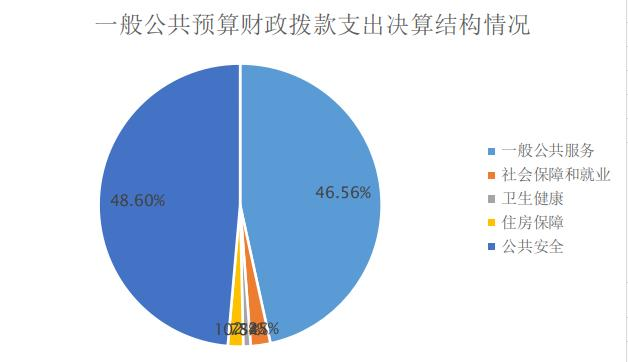 一般公共预算财政拨款支出决算结构情况
46.56%
48.60%
一般公共服务
社会保障和就业
卫生健康
住房保障
公共安全